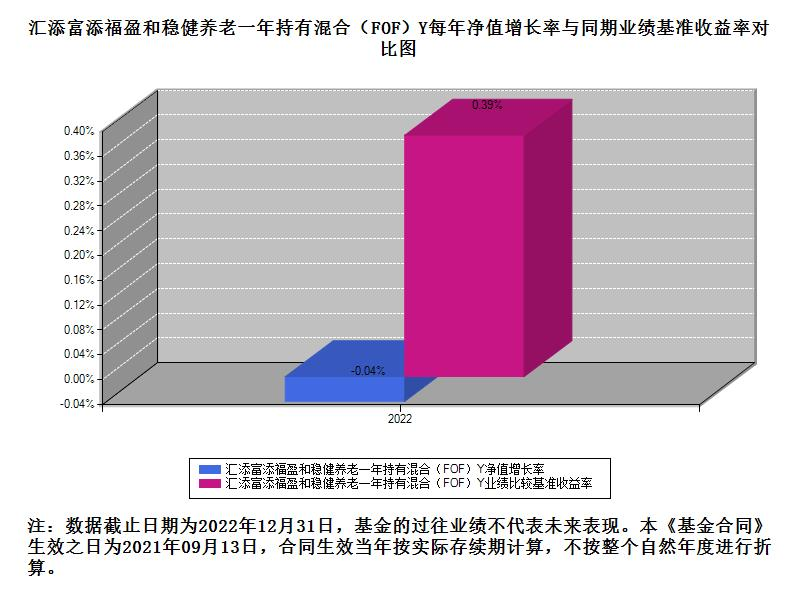 汇添富添福盈和稳健养老一年持有混合（FOF）Y每年净值增长率与同期业绩基准收益率对
比图
0.39%
0.40%
0.36%
0.32%
0.28%
0.24%
0.20%
0.16%
0.12%
0.08%
0.04%
-0.04%
0.00%
-0.04%
2022
汇添富添福盈和稳健养老一年持有混合（FOF）Y净值增长率
汇添富添福盈和稳健养老一年持有混合（FOF）Y业绩比较基准收益率
注：数据截止日期为2022年12月31日，基金的过往业绩不代表未来表现。本《基金合同》
生效之日为2021年09月13日，合同生效当年按实际存续期计算，不按整个自然年度进行折
算。